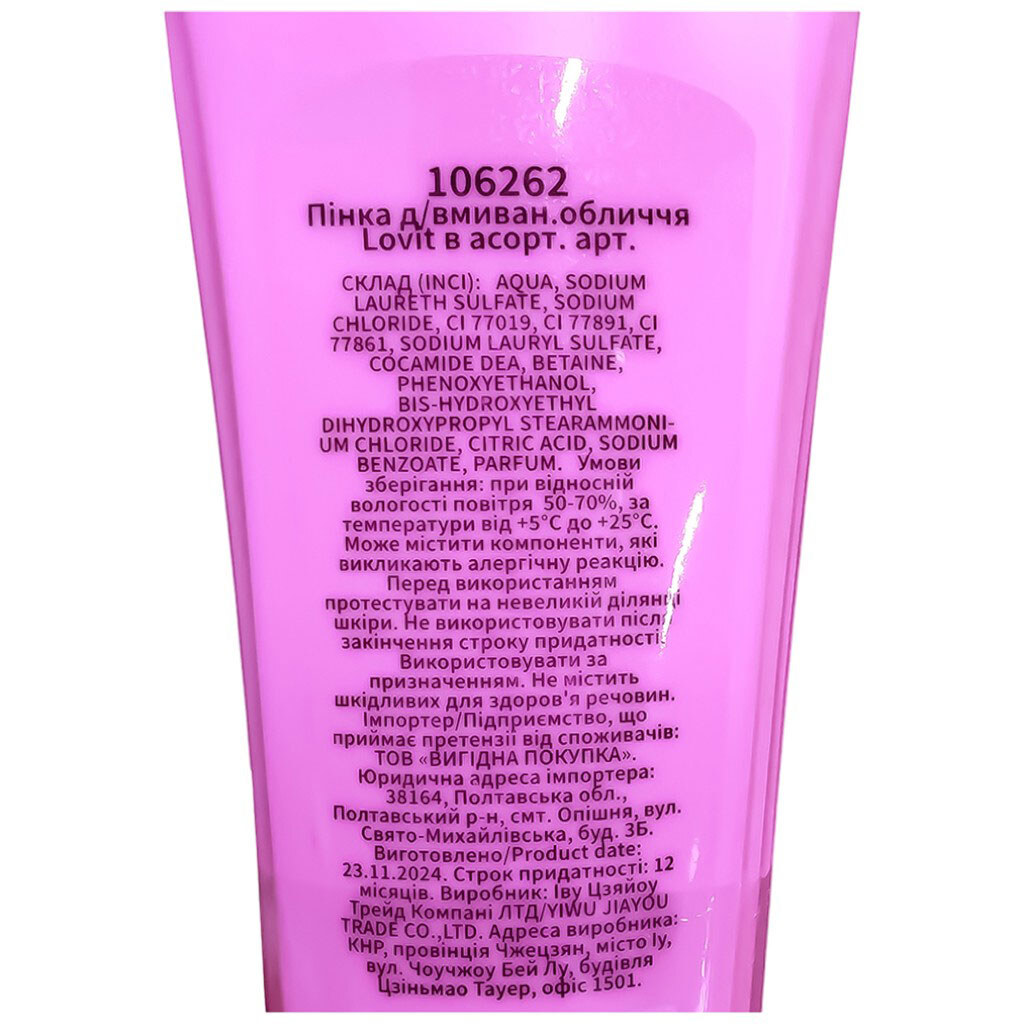 106262
Пінка д/вмиван.обличчя
Lovit в асорт. арт.
СКЛАД (INCI): AQUA, SODIUM
LAURETH SULFATE, SODIUM
CHLORIDE, CI 77019, CI 77891, CI
77861, SODIUM LAURYL SULFATE,
COCAMIDE DEA, BETAINE,
PHENOXYETHANOL,
BIS-HYDROXYETHYL
DIHYDROXYPROPYL STEARAMMONI-
UM CHLORIDE, CITRIC ACID, SODIUM
BENZOATE, PARFUM. Умови
зберігання: при відносній
вологості повітря 50-70%, за
температури від +5°C до +25°C.
Може містити компоненти, які
викликають алергічну реакцію.
Перед використанням
протестувати на невеликій ділянці
шкіри. Не використовувати після
закінчення строку придатності.
Використовувати за
призначенням. Не містить
шкідливих для здоров'я речовин.
Імпортер/Підприємство, що
приймає претензії від споживачів:
ТОВ «ВИГІДНА ПОКУПКА».
Юридична адреса імпортера:
38164, Полтавська обл.,
Полтавський р-н, смт. Опішня, вул.
Свято-Михайлівська, буд. 3Б.
Виготовлено/Product date:
23.11.2024. Строк придатності: 12
місяців. Виробник: Іву Цзяйоу
Трейд Компані ЛТД/YIWU JIAYOU
TRADE CO.,LTD. Адреса виробника:
КНР, провінція Чжецзян, місто Іу,
вул. Чоучжоу Бей Лу, будівля
Цзіньмао Тауер, офіс 1501.